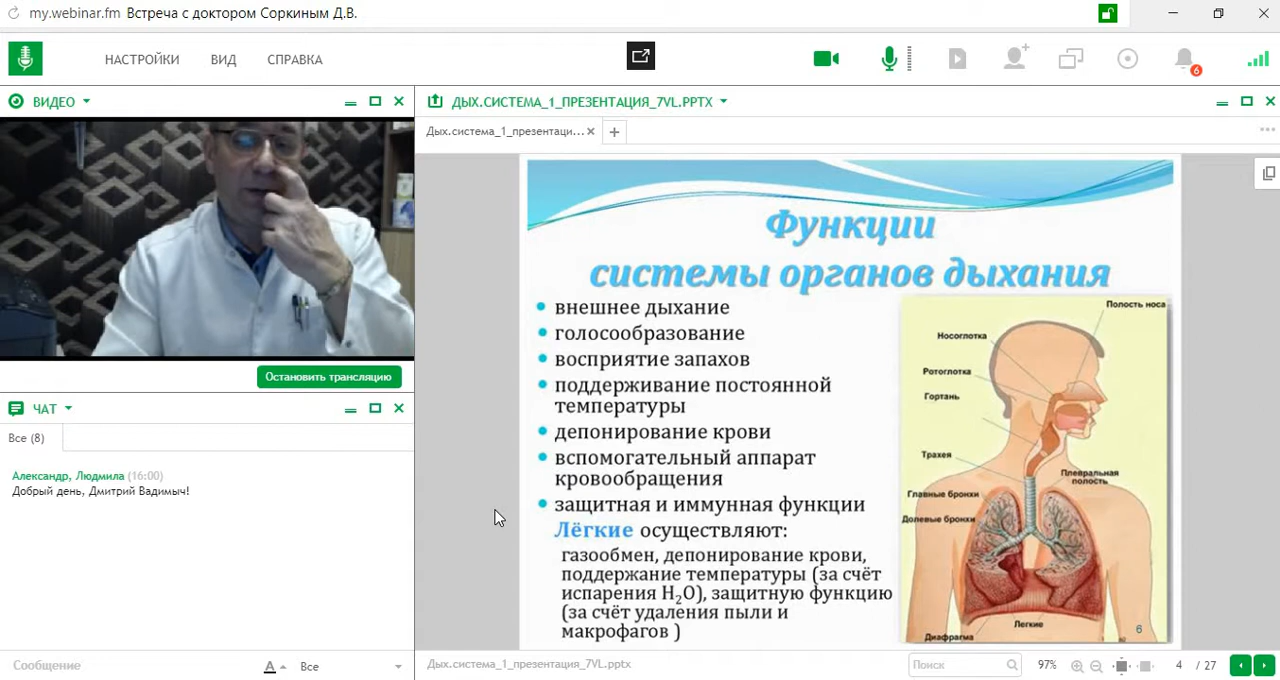 my.webinar.fm Встреча с доктором Соркиным Д.В.
НАСТРОЙКИ ВИД СПРАВКА
6
ВИДЕО
Остановить трансляцию
ЧАТ
Все (8)
Александр, Людмила (16:00)
Добрый день, Дмитрий Вадимыч!
Сообщение
А
Все
ДЫХ.СИСТЕМА_1_ПРЕЗЕНТАЦИЯ_7VL.PPTX
Дых.система_1_презентаци...
Функции
системы органов дыхания
внешнее дыхание
голосообразование
восприятие запахов
поддерживание постоянной
температуры
депонирование крови
вспомогательный аппарат
кровообращения
защитная и иммунная функции
Лёгкие осуществляют:
газообмен, депонирование крови,
поддержание температуры (за счёт
испарения H₂O), защитную функцию
(за счёт удаления пыли и
макрофагов )
Полость носа
Носоглотка
Ротоглотка
Гортань
Трахея
Плевральная
полость
Главные бронхи
Долевые бронхи
Легкие
Диафрагма
6
Дых.система_1_презентация_7VL.pptx
Поиск
97%
4 / 27